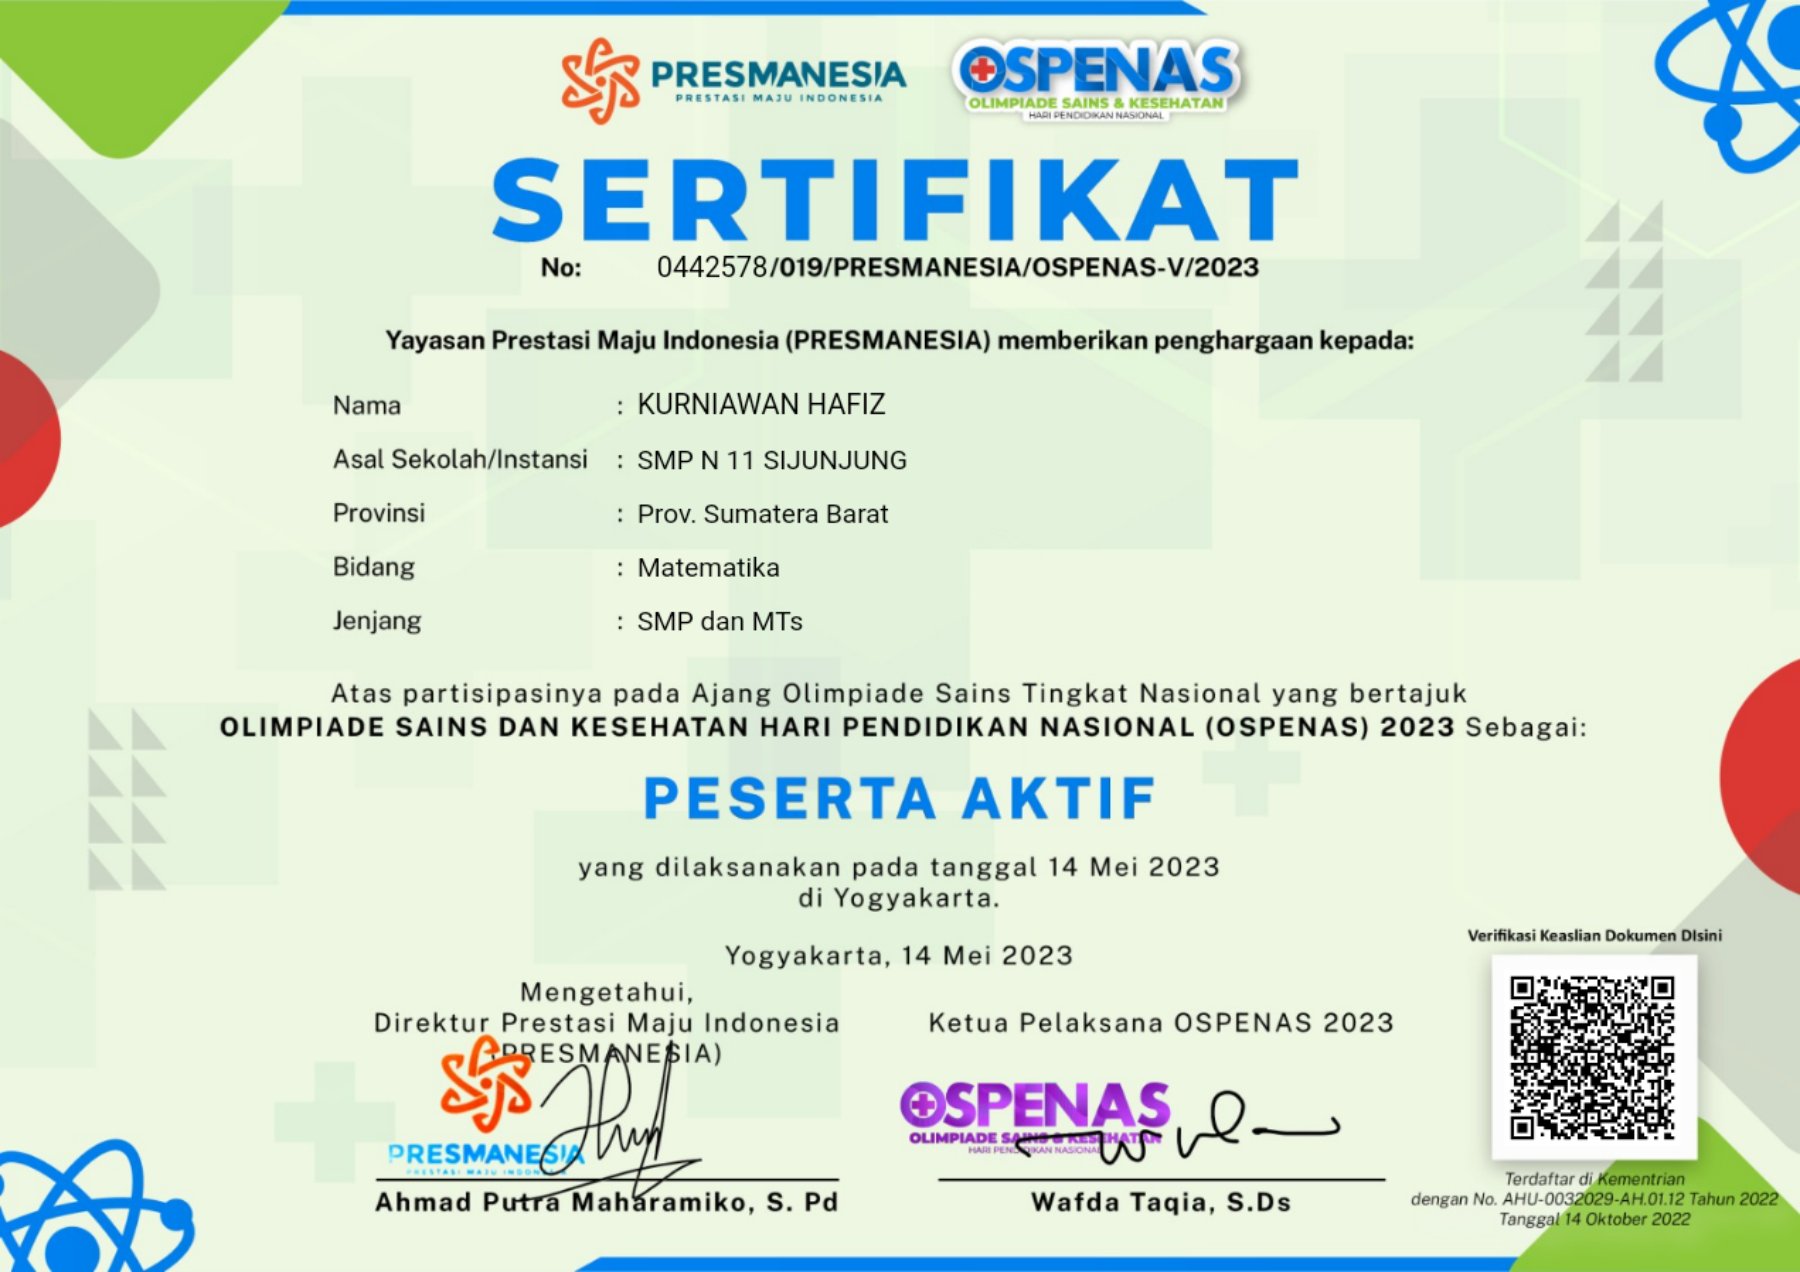 PRESMANESIA
PRESTASI MAJU INDONESIA
OSPENAS
OLIMPIADE SAINS & KESEHATAN
HARI PENDIDIKAN NASIONAL
SERTIFIKAT
No: 0442578/019/PRESMANESIA/OSPENAS-V/2023
Yayasan Prestasi Maju Indonesia (PRESMANESIA) memberikan penghargaan kepada:
Nama : KURNIAWAN HAFIZ
Asal Sekolah/Instansi : SMP N 11 SIJUNJUNG
Provinsi : Prov. Sumatera Barat
Bidang : Matematika
Jenjang : SMP dan MTs
Atas partisipasinya pada Ajang Olimpiade Sains Tingkat Nasional yang bertajuk
OLIMPIADE SAINS DAN KESEHATAN HARI PENDIDIKAN NASIONAL (OSPENAS) 2023 Sebagai:
PESERTA AKTIF
yang dilaksanakan pada tanggal 14 Mei 2023
di Yogyakarta.
Yogyakarta, 14 Mei 2023
Mengetahui,
Direktur Prestasi Maju Indonesia
(PRESMANESIA)
PRESMANESIA
PRESTASI MAJU INDONESIA
Ahmad Putra Maharamiko, S. Pd
Ketua Pelaksana OSPENAS 2023
OSPENAS
OLIMPIADE SAINS & KESEHATAN
HARI PENDIDIKAN NASIONAL
Wafda Taqia, S.Ds
Verifikasi Keaslian Dokumen DIsini
Terdaftar di Kementrian
dengan No. AHU-0032029-AH.01.12 Tahun 2022
Tanggal 14 Oktober 2022